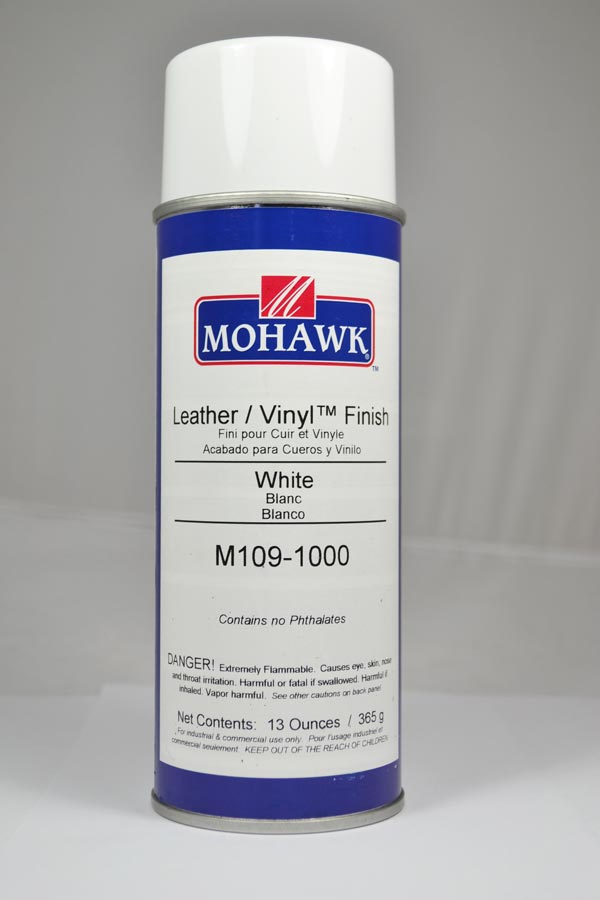 MOHAWK®
™
Leather / Vinyl™ Finish
Fini pour Cuir et Vinyle
Acabado para Cueros y Vinilo
White
Blanc
Blanco
M109-1000
Contains no Phthalates
DANGER! Extremely Flammable. Causes eye, skin, nose
and throat irritation. Harmful or fatal if swallowed. Harmful if
inhaled. Vapor harmful. See other cautions on back panel
Net Contents: 13 Ounces / 365 g
For industrial & commercial use only. Pour l'usage industriel et
commercial seulement. KEEP OUT OF THE REACH OF CHILDREN.